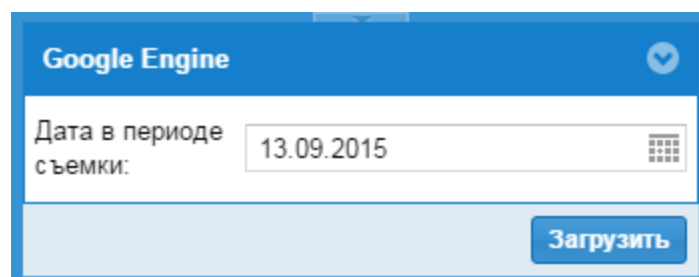 Google Engine
Дата в периоде
съемки:
13.09.2015
Загрузить